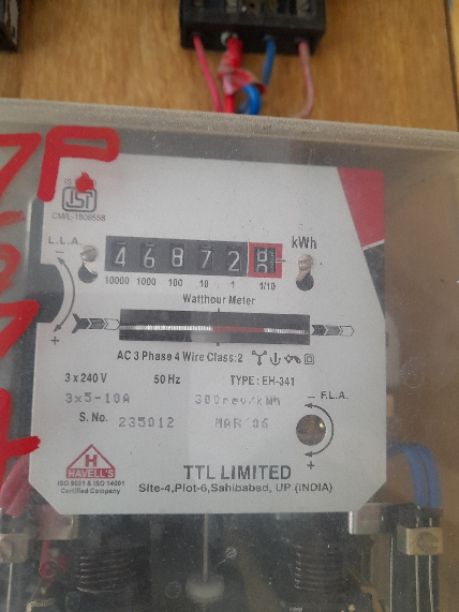 7P
ISI
CM/L-1809558
L.L.A.
4 6 8 7 2
kWh
10000 1000 100 10 1 1/10
Watthour Meter
- +
AC 3 Phase 4 Wire Class:2
3 x 240 V 50 Hz TYPE : EH-341
3x5-10A 300rev/kWh
- F.L.A.
S. No. 235012 MAR 06
+
H
HAVELL'S
ISO 9001 & ISO 14001
Certified Company
TTL LIMITED
Site-4,Plot-6,Sahibabad, UP.(INDIA)